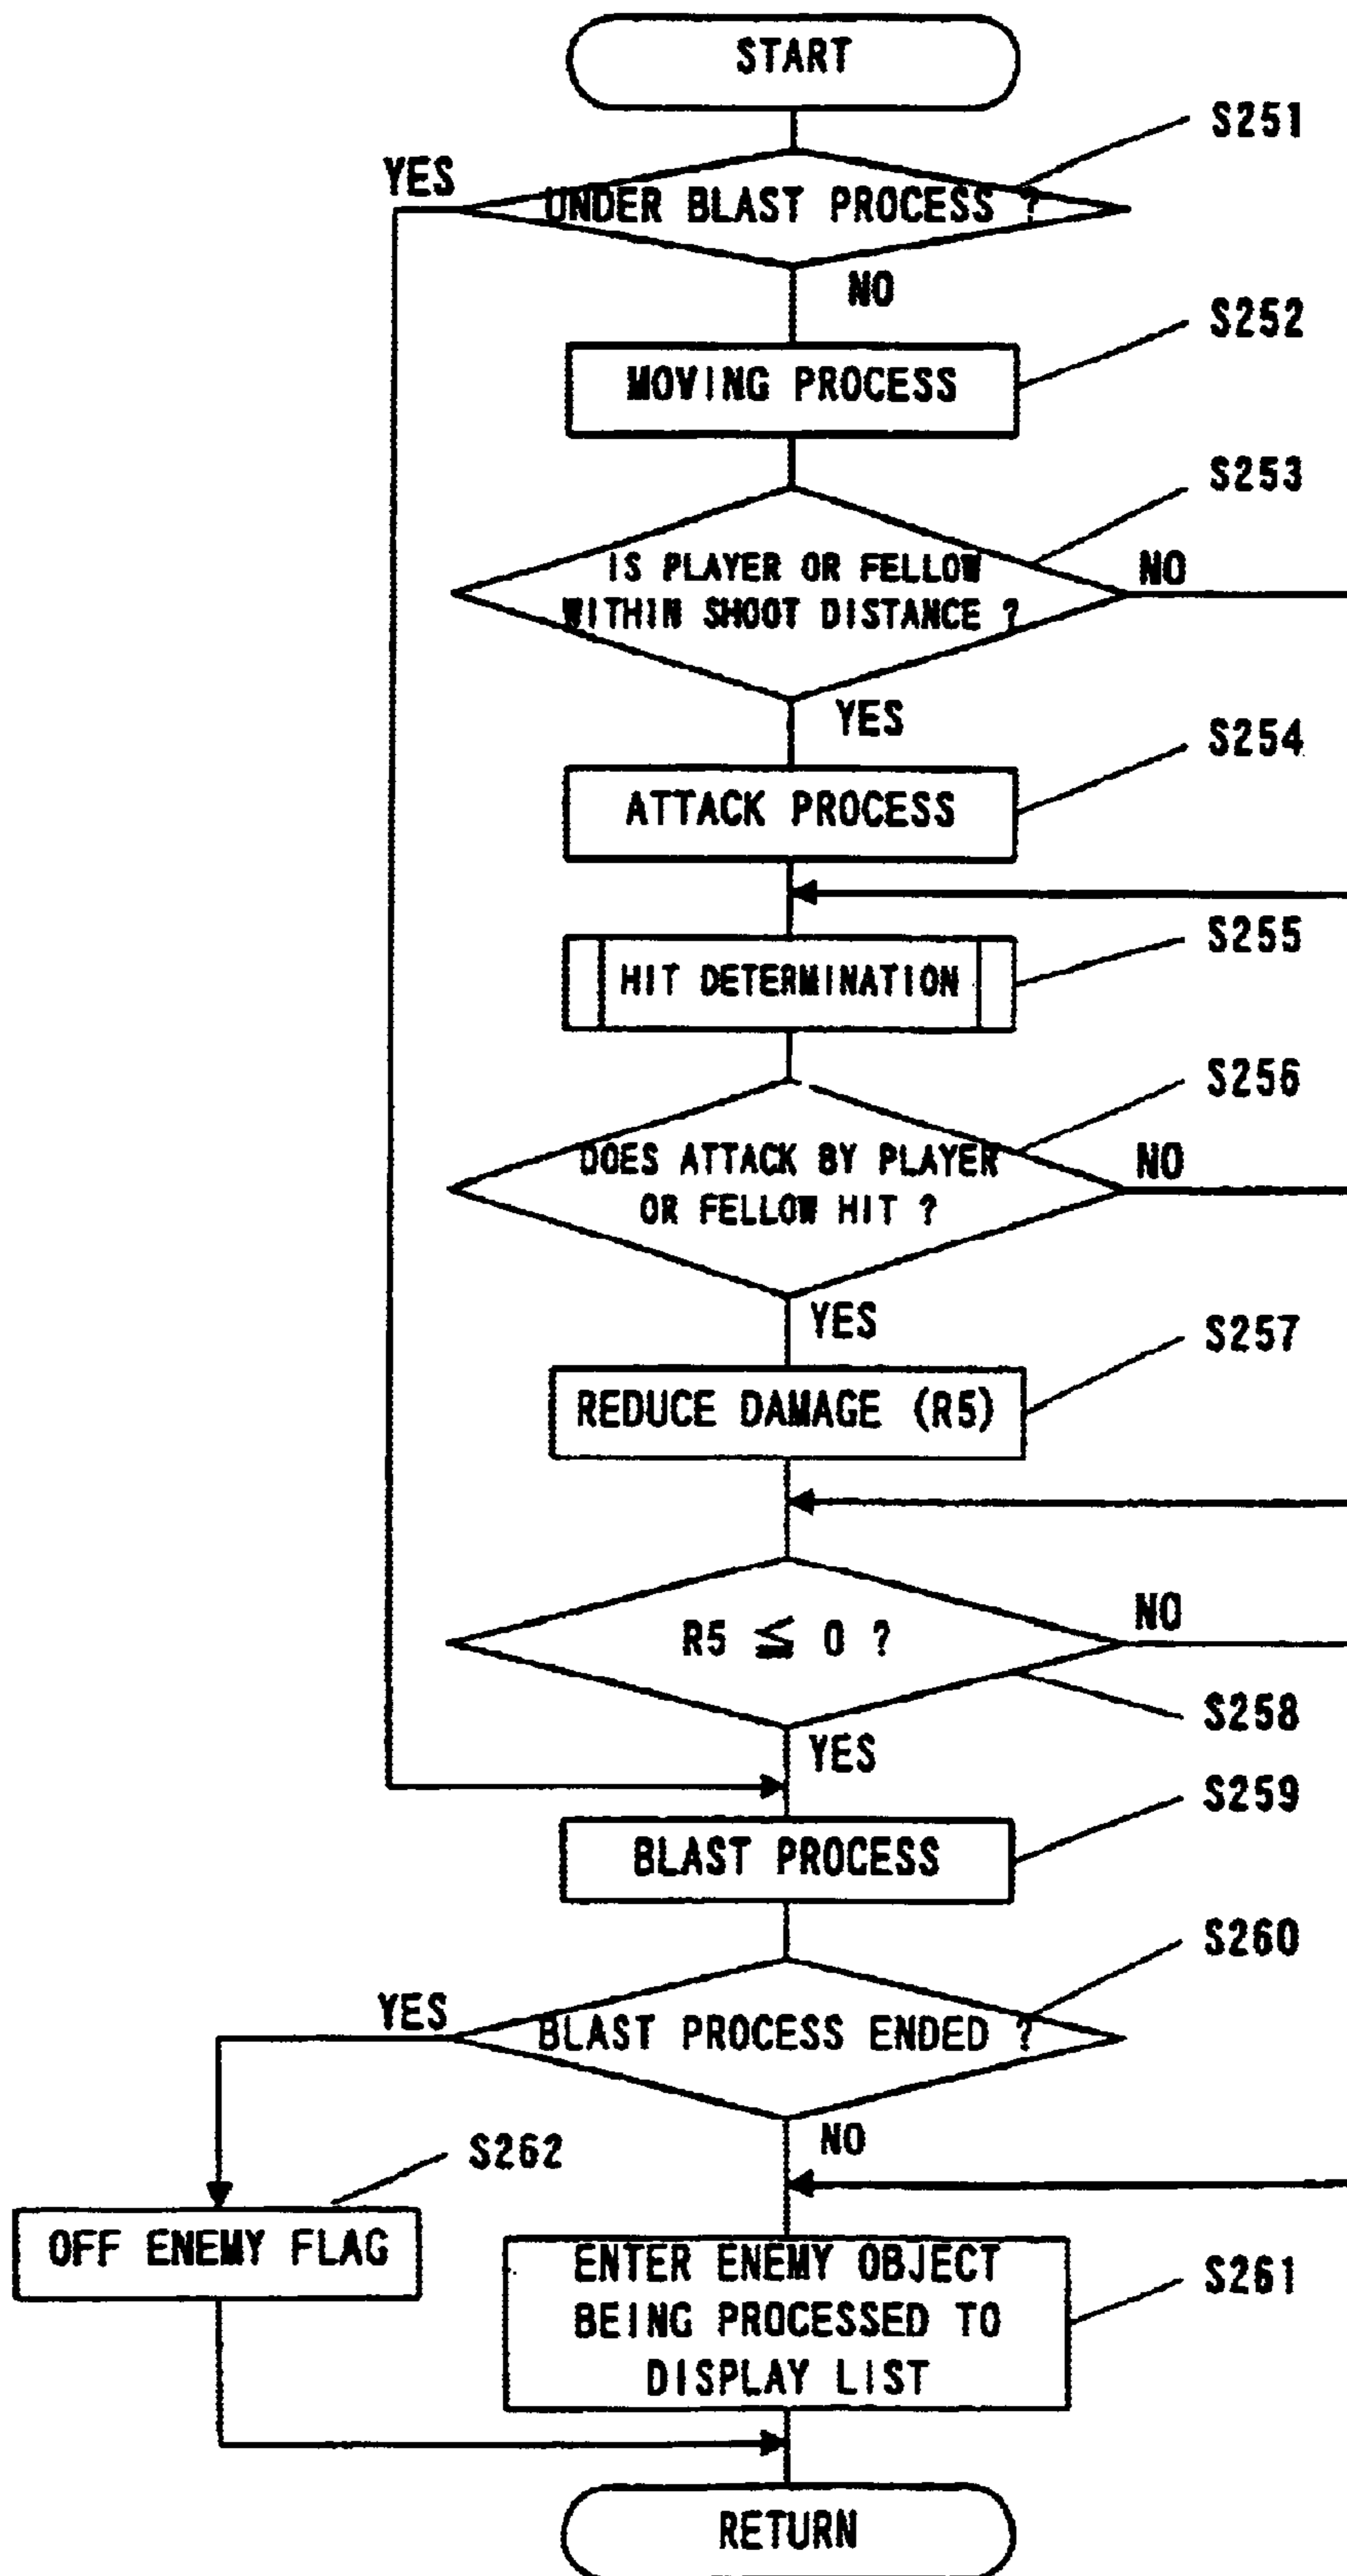 START
S251
YES
UNDER BLAST PROCESS ?
NO
S252
MOVING PROCESS
S253
IS PLAYER OR FELLOW
WITHIN SHOOT DISTANCE ?
NO
YES
S254
ATTACK PROCESS
S255
HIT DETERMINATION
S256
DOES ATTACK BY PLAYER
OR FELLOW HIT ?
NO
YES
S257
REDUCE DAMAGE (R5)
R5 ≦ 0 ?
NO
S258
YES
S259
BLAST PROCESS
S260
YES
BLAST PROCESS ENDED ?
NO
S262
OFF ENEMY FLAG
ENTER ENEMY OBJECT
BEING PROCESSED TO
DISPLAY LIST
S261
RETURN